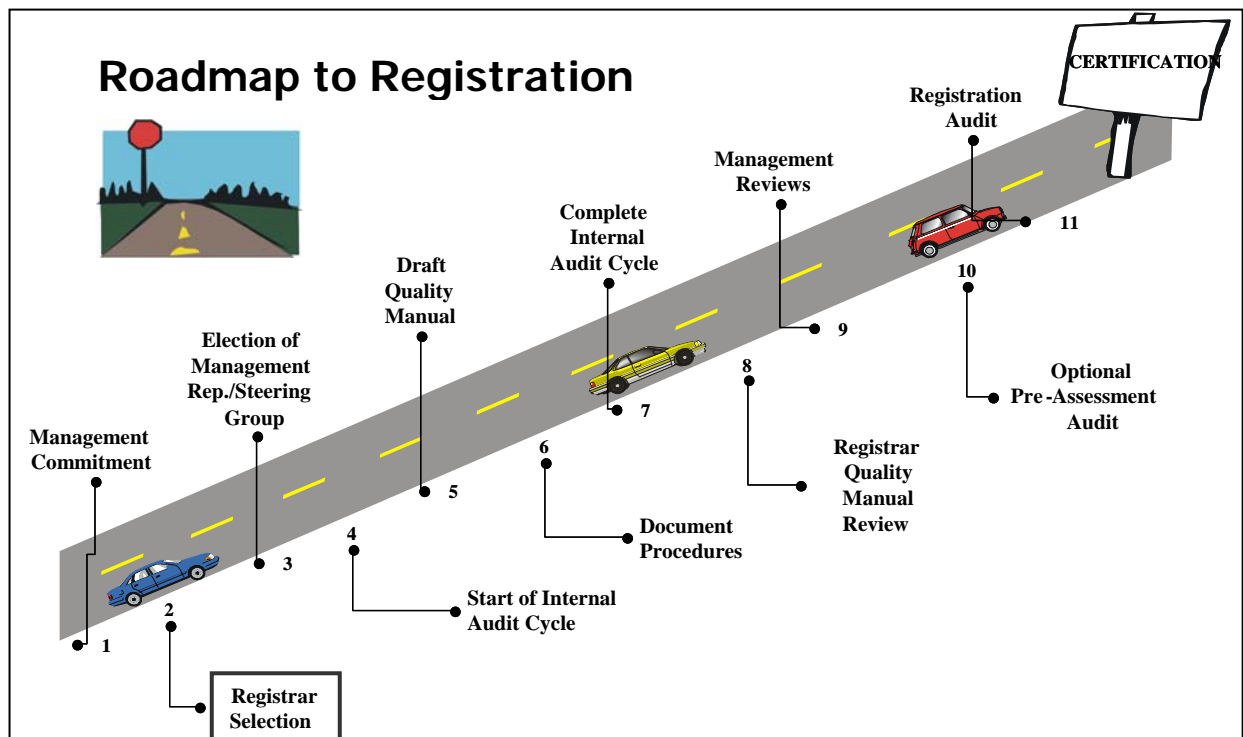 Roadmap to Registration
CERTIFICATION
Registration
Audit
Management
Reviews
Complete
Internal
Audit Cycle
Draft
Quality
Manual
Election of
Management
Rep./Steering
Group
Management
Commitment
11
10
9
8
7
6
5
4
3
2
1
Optional
Pre-Assessment
Audit
Registrar
Quality
Manual
Review
Document
Procedures
Start of Internal
Audit Cycle
Registrar
Selection